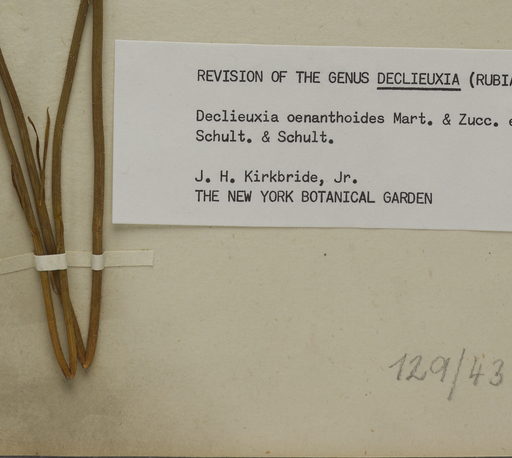 REVISION OF THE GENUS DECLIEUXIA (RUBIA
Declieuxia oenanthoides Mart. & Zucc. e
Schult. & Schult.
J. H. Kirkbride, Jr.
THE NEW YORK BOTANICAL GARDEN
129/43